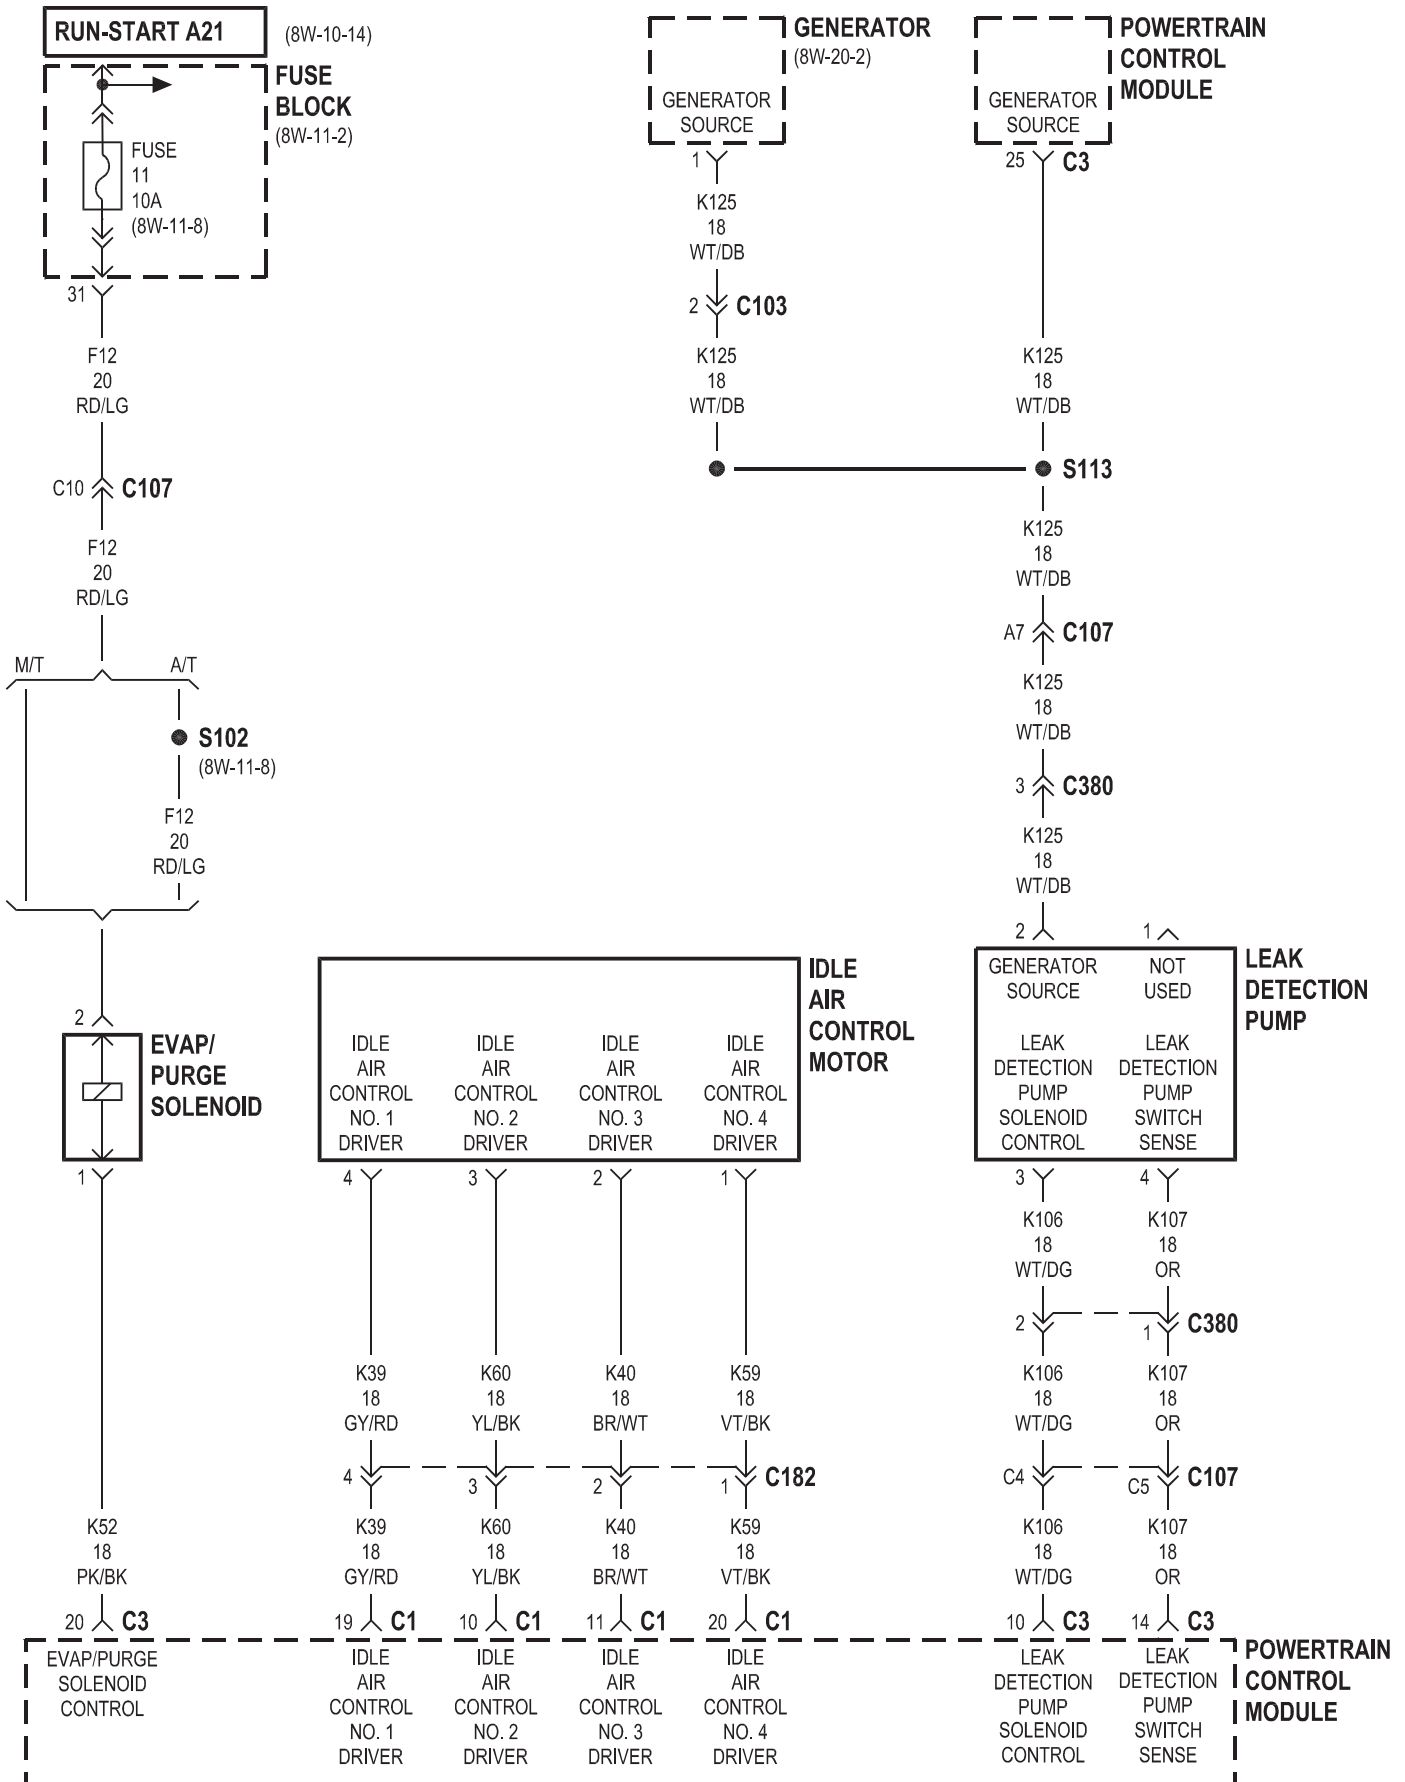 RUN-START A21
(8W-10-14)
FUSE
BLOCK
(8W-11-2)
FUSE
11
10A
(8W-11-8)
31
F12
20
RD/LG
C10
C107
F12
20
RD/LG
M/T
A/T
S102
(8W-11-8)
F12
20
RD/LG
2
EVAP/
PURGE
SOLENOID
1
K52
18
PK/BK
20
C3
EVAP/PURGE
SOLENOID
CONTROL
GENERATOR
(8W-20-2)
GENERATOR
SOURCE
1
K125
18
WT/DB
2
C103
K125
18
WT/DB
POWERTRAIN
CONTROL
MODULE
GENERATOR
SOURCE
25
C3
K125
18
WT/DB
S113
K125
18
WT/DB
A7
C107
K125
18
WT/DB
3
C380
K125
18
WT/DB
2
1
GENERATOR
SOURCE
NOT
USED
LEAK
DETECTION
PUMP
LEAK
DETECTION
PUMP
SOLENOID
CONTROL
LEAK
DETECTION
PUMP
SWITCH
SENSE
3
4
K106
18
WT/DG
K107
18
OR
2
1
C380
K106
18
WT/DG
K107
18
OR
C4
C5
C107
K106
18
WT/DG
K107
18
OR
10
C3
14
C3
LEAK
DETECTION
PUMP
SOLENOID
CONTROL
LEAK
DETECTION
PUMP
SWITCH
SENSE
POWERTRAIN
CONTROL
MODULE
IDLE
AIR
CONTROL
MOTOR
IDLE
AIR
CONTROL
NO. 1
DRIVER
IDLE
AIR
CONTROL
NO. 2
DRIVER
IDLE
AIR
CONTROL
NO. 3
DRIVER
IDLE
AIR
CONTROL
NO. 4
DRIVER
4
3
2
1
K39
18
GY/RD
K60
18
YL/BK
K40
18
BR/WT
K59
18
VT/BK
4
3
2
1
C182
K39
18
GY/RD
K60
18
YL/BK
K40
18
BR/WT
K59
18
VT/BK
19
C1
10
C1
11
C1
20
C1
IDLE
AIR
CONTROL
NO. 1
DRIVER
IDLE
AIR
CONTROL
NO. 2
DRIVER
IDLE
AIR
CONTROL
NO. 3
DRIVER
IDLE
AIR
CONTROL
NO. 4
DRIVER